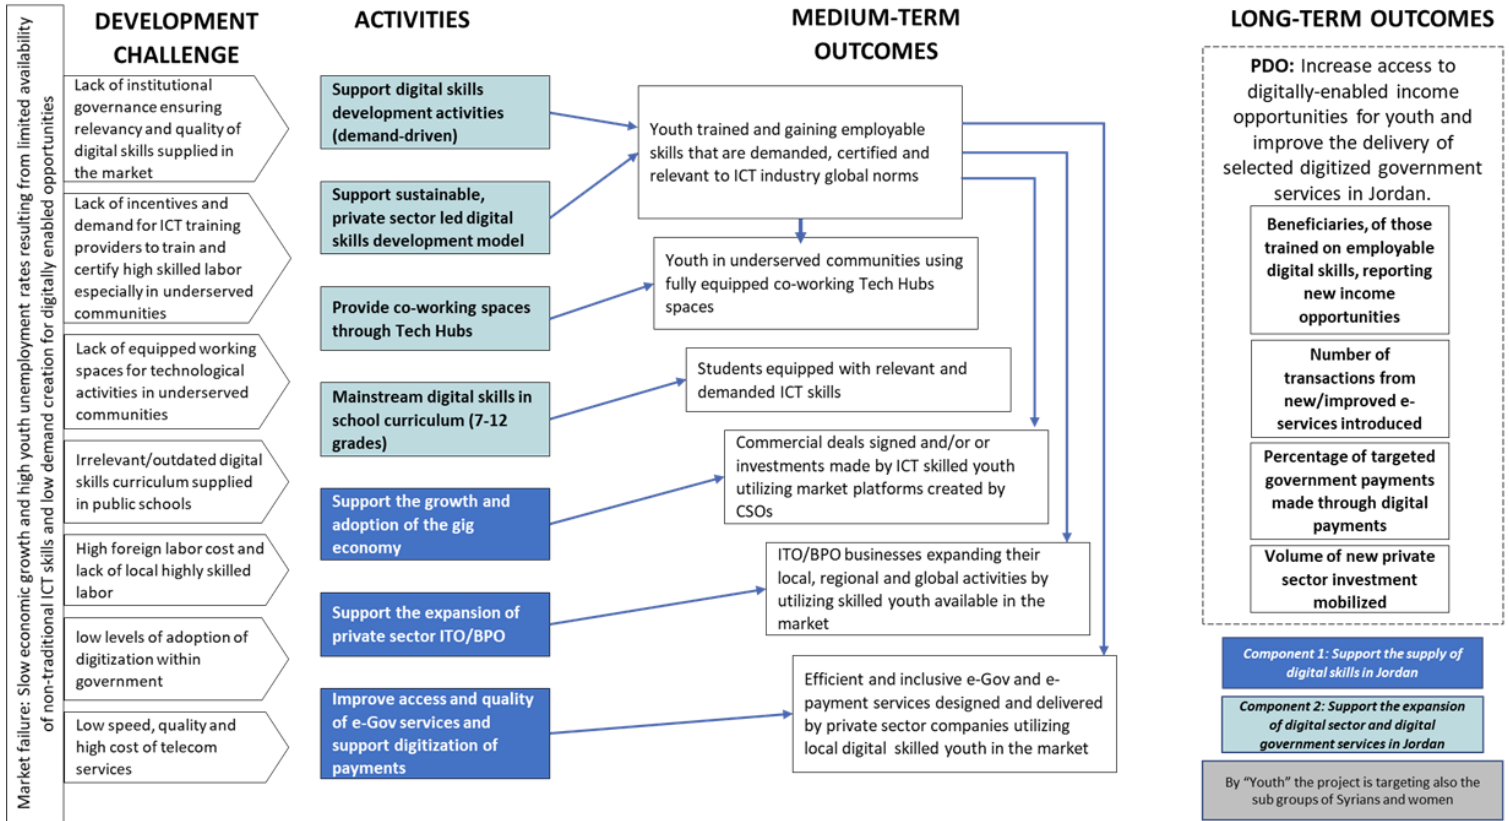 Market failure: Slow economic growth and high youth unemployment rates resulting from limited availability
of non-traditional ICT skills and low demand creation for digitally enabled opportunities
DEVELOPMENT
CHALLENGE
Lack of institutional
governance ensuring
relevancy and quality of
digital skills supplied in
the market
Lack of incentives and
demand for ICT training
providers to train and
certify high skilled labor
especially in underserved
communities
Lack of equipped working
spaces for technological
activities in underserved
communities
Irrelevant/outdated digital
skills curriculum supplied
in public schools
High foreign labor cost and
lack of local highly skilled
labor
low levels of adoption of
digitization within
government
Low speed, quality and
high cost of telecom
services
ACTIVITIES
Support digital skills
development activities
(demand-driven)
Support sustainable,
private sector led digital
skills development model
Provide co-working spaces
through Tech Hubs
Mainstream digital skills in
school curriculum (7-12
grades)
Support the growth and
adoption of the gig
economy
Support the expansion of
private sector ITO/BPO
Improve access and quality
of e-Gov services and
support digitization of
payments
MEDIUM-TERM
OUTCOMES
Youth trained and gaining employable
skills that are demanded, certified and
relevant to ICT industry global norms
Youth in underserved communities using
fully equipped co-working Tech Hubs
spaces
Students equipped with relevant and
demanded ICT skills
Commercial deals signed and/or or
investments made by ICT skilled youth
utilizing market platforms created by
CSOs
ITO/BPO businesses expanding their
local, regional and global activities by
utilizing skilled youth available in the
market
Efficient and inclusive e-Gov and e-
payment services designed and delivered
by private sector companies utilizing
local digital skilled youth in the market
LONG-TERM OUTCOMES
PDO: Increase access to
digitally-enabled income
opportunities for youth and
improve the delivery of
selected digitized government
services in Jordan.
Beneficiaries, of those
trained on employable
digital skills, reporting
new income
opportunities
Number of
transactions from
new/improved e-
services introduced
Percentage of targeted
government payments
made through digital
payments
Volume of new private
sector investment
mobilized
Component 1: Support the supply of
digital skills in Jordan
Component 2: Support the expansion
of digital sector and digital
government services in Jordan
By “Youth” the project is targeting also the
sub groups of Syrians and women